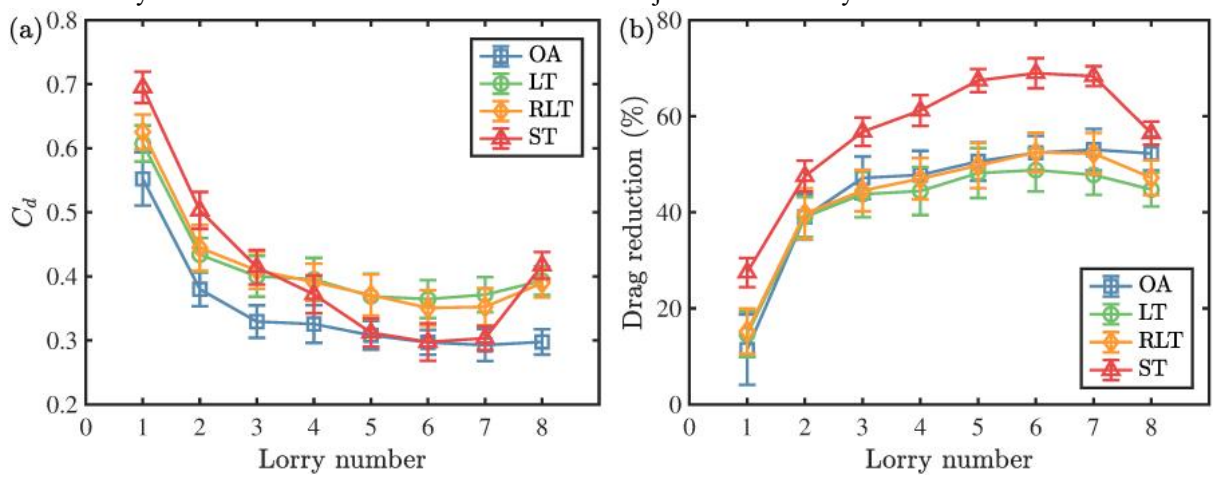 (a)
0.8
0.7
0.6
0.5
0.4
0.3
0.2
C_d
OA
LT
RLT
ST
0 1 2 3 4 5 6 7 8
Lorry number
(b)
80
60
40
20
0
Drag reduction (%)
OA
LT
RLT
ST
0 1 2 3 4 5 6 7 8
Lorry number